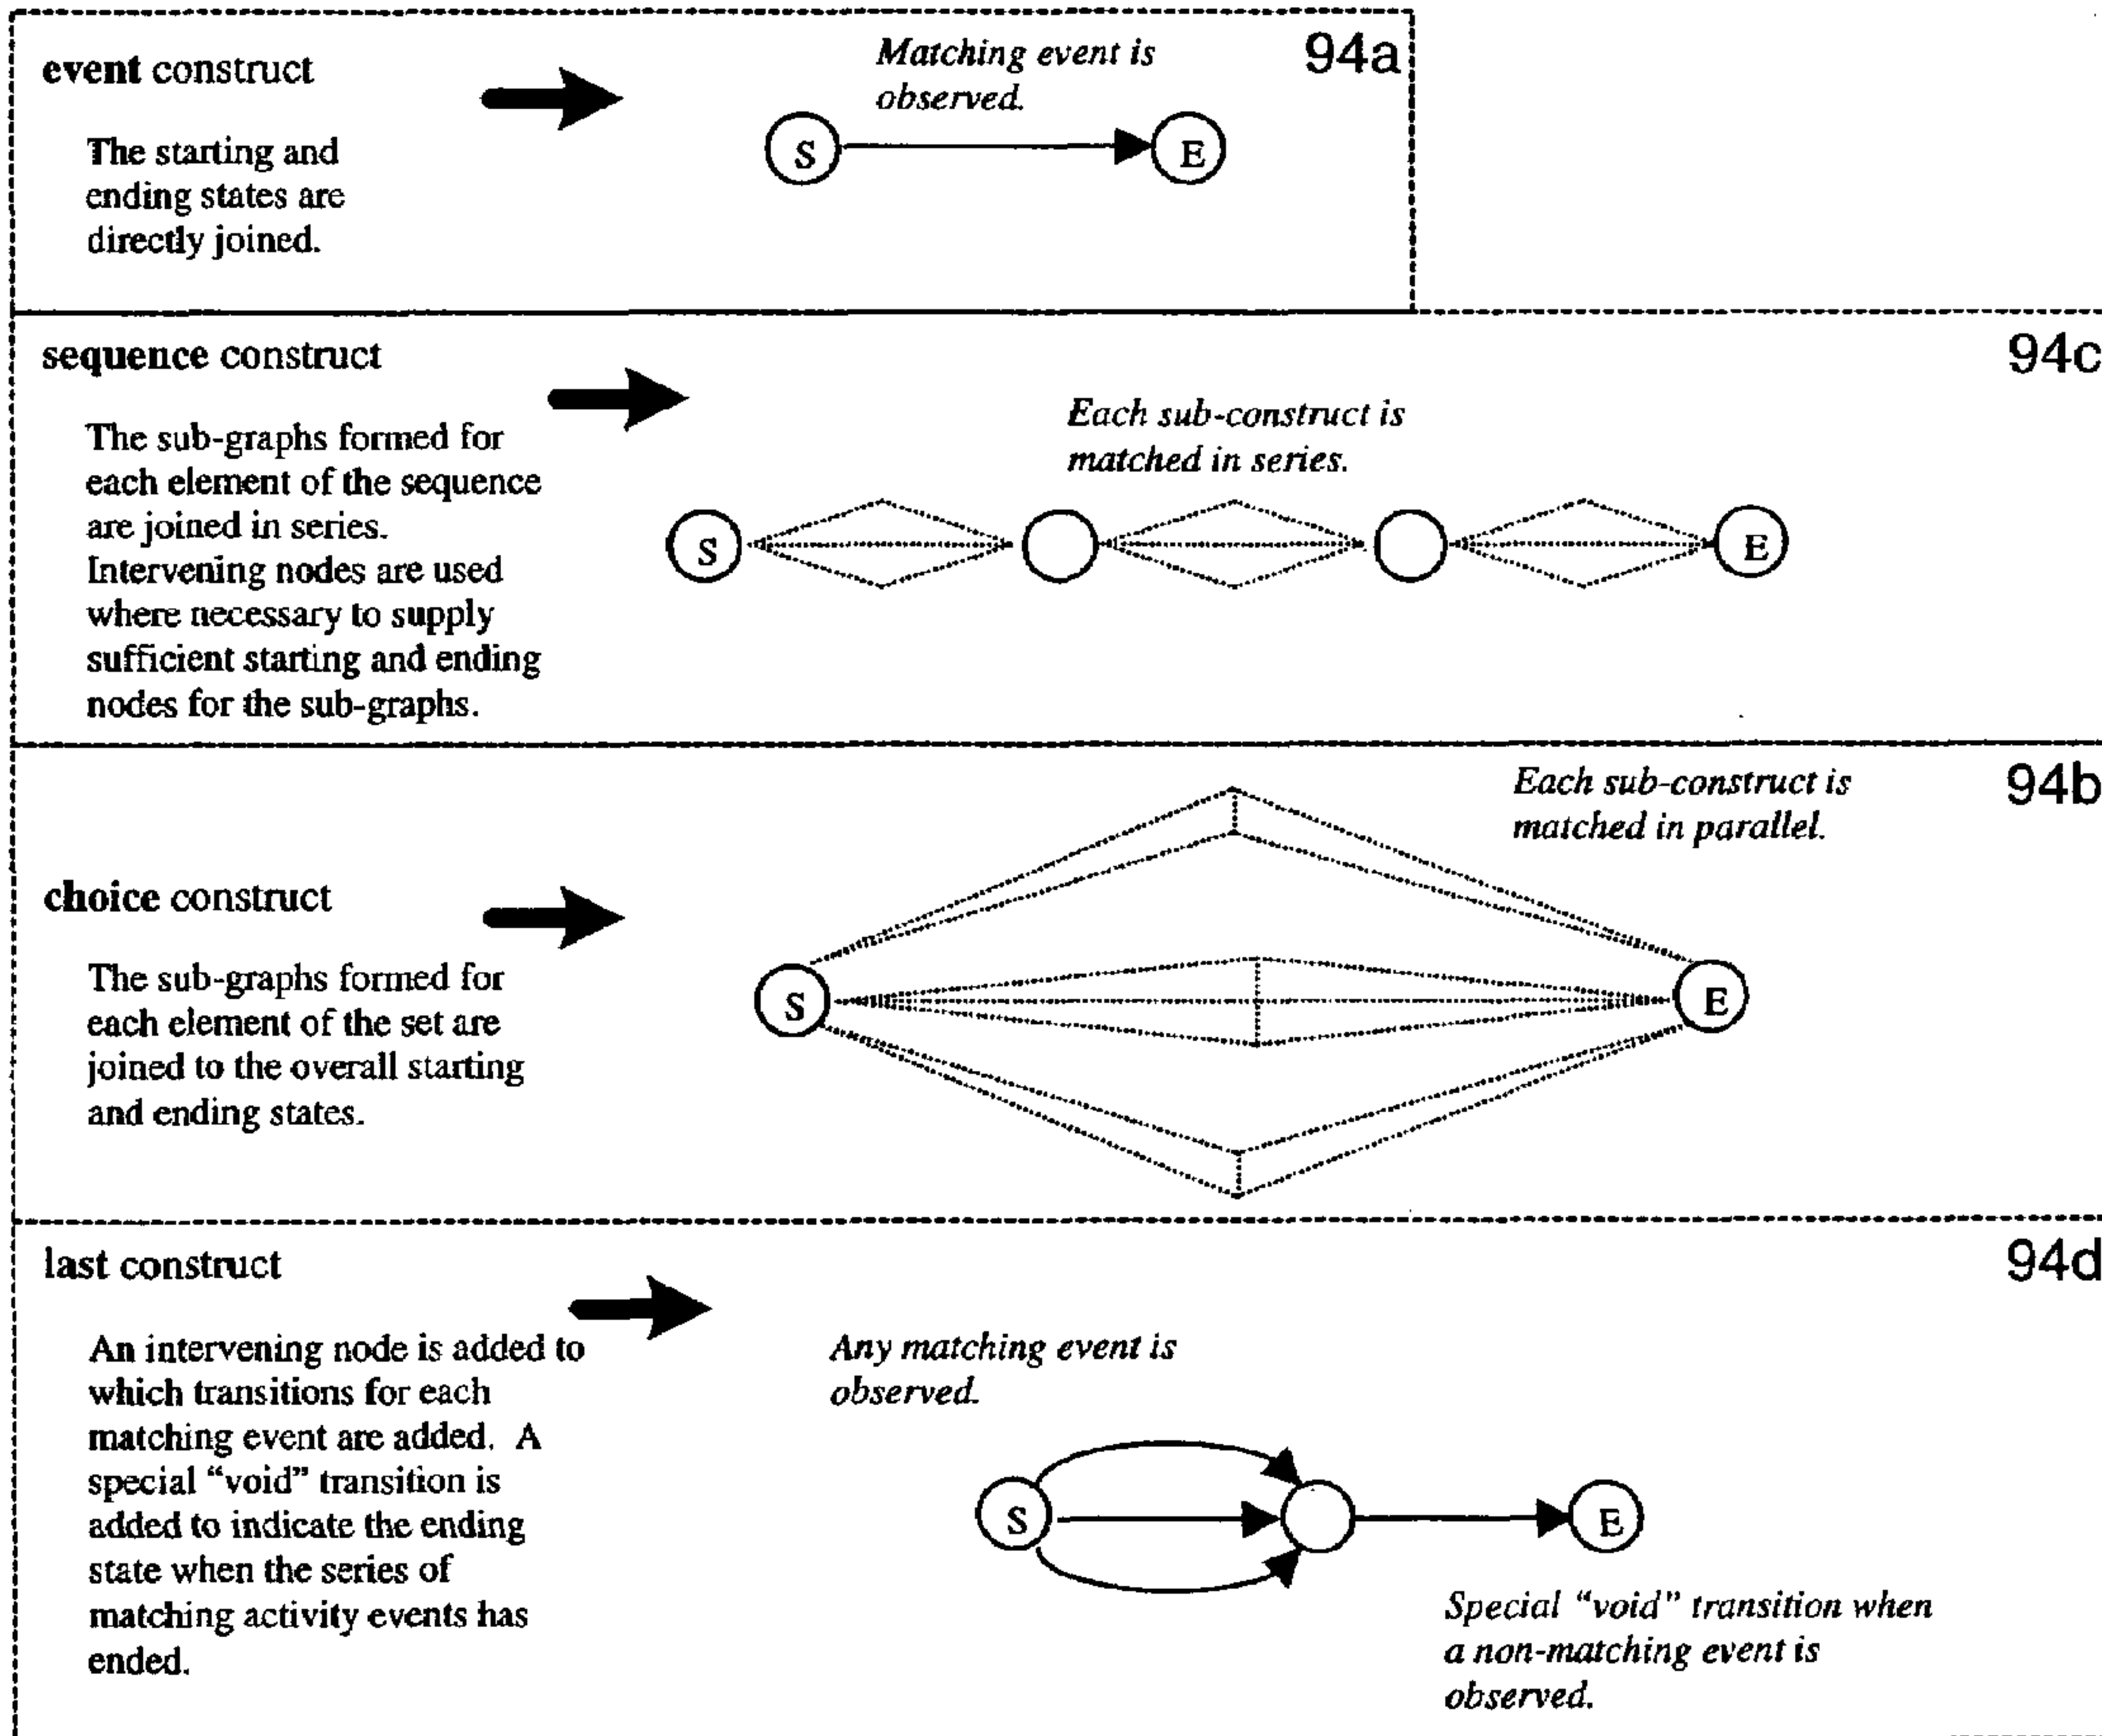 event construct
The starting and
ending states are
directly joined.
Matching event is
observed.
94a
S
E
sequence construct
The sub-graphs formed for
each element of the sequence
are joined in series.
Intervening nodes are used
where necessary to supply
sufficient starting and ending
nodes for the sub-graphs.
94c
Each sub-construct is
matched in series.
S
E
choice construct
The sub-graphs formed for
each element of the set are
joined to the overall starting
and ending states.
Each sub-construct is
matched in parallel.
94b
S
E
last construct
An intervening node is added to
which transitions for each
matching event are added. A
special “void” transition is
added to indicate the ending
state when the series of
matching activity events has
ended.
94d
Any matching event is
observed.
S
E
Special “void” transition when
a non-matching event is
observed.